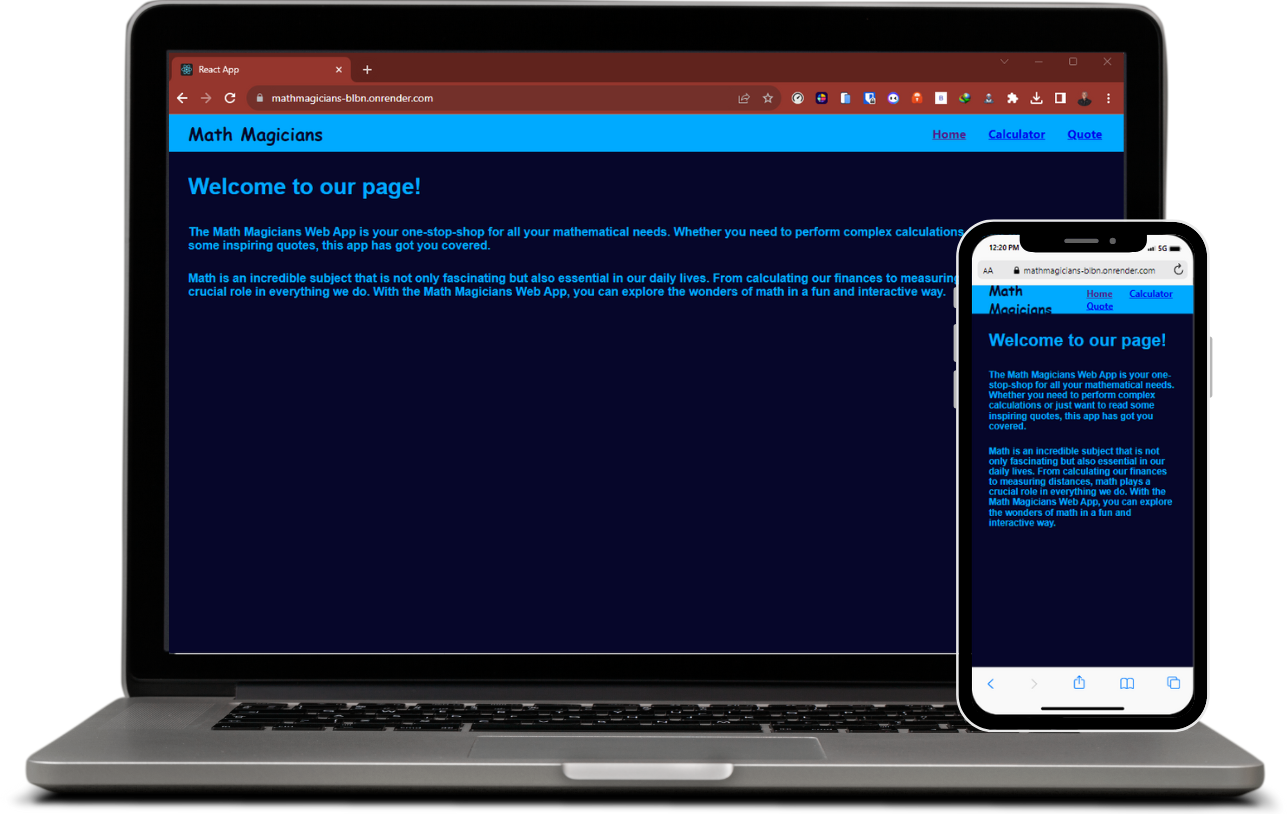 React App
mathmagicians-blbn.onrender.com
Math Magicians
Home Calculator Quote
Welcome to our page!
The Math Magicians Web App is your one-stop-shop for all your mathematical needs. Whether you need to perform complex calculations
some inspiring quotes, this app has got you covered.
Math is an incredible subject that is not only fascinating but also essential in our daily lives. From calculating our finances to measuring
crucial role in everything we do. With the Math Magicians Web App, you can explore the wonders of math in a fun and interactive way.
12:20 PM 5G
AA mathmagicians-blbn.onrender.com
Math Home Calculator
Magicians Quote
Welcome to our page!
The Math Magicians Web App is your one-
stop-shop for all your mathematical needs.
Whether you need to perform complex
calculations or just want to read some
inspiring quotes, this app has got you
covered.
Math is an incredible subject that is not
only fascinating but also essential in our
daily lives. From calculating our finances
to measuring distances, math plays a
crucial role in everything we do. With the
Math Magicians Web App, you can explore
the wonders of math in a fun and
interactive way.